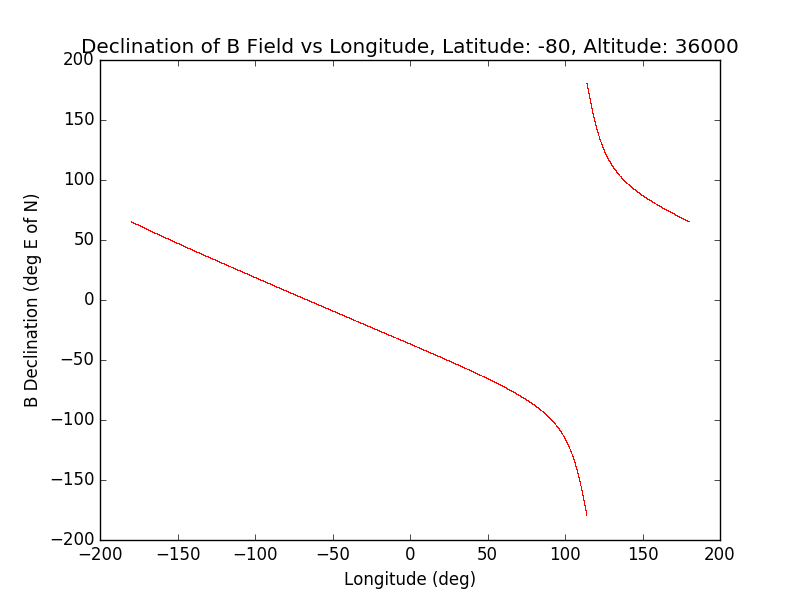 Declination of B Field vs Longitude, Latitude: -80, Altitude: 36000
200
150
100
50
0
−50
−100
−150
−200
B Declination (deg E of N)
−200 −150 −100 −50 0 50 100 150 200
Longitude (deg)